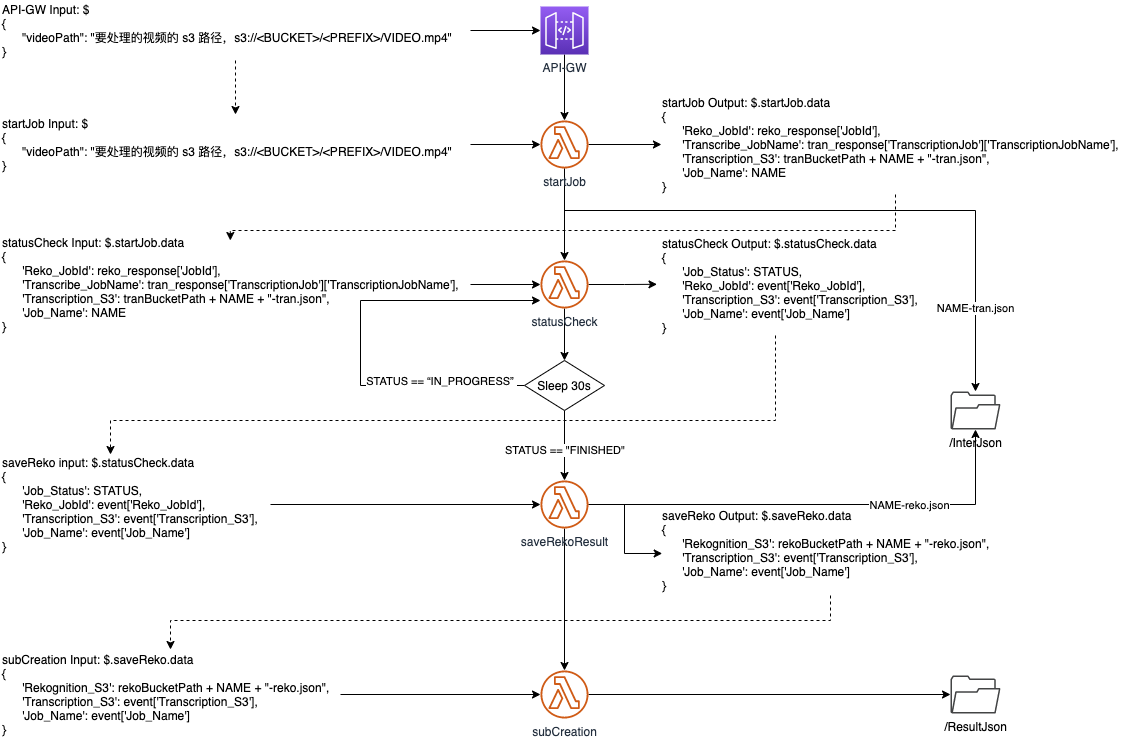 API-GW Input: $
{
"videoPath": "要处理的视频的 s3 路径，s3://<BUCKET>/<PREFIX>/VIDEO.mp4"
}
API-GW
startJob Input: $
{
"videoPath": "要处理的视频的 s3 路径，s3://<BUCKET>/<PREFIX>/VIDEO.mp4"
}
startJob
startJob Output: $.startJob.data
{
'Reko_JobId': reko_response['JobId'],
'Transcribe_JobName': tran_response['TranscriptionJob']['TranscriptionJobName'],
'Transcription_S3': tranBucketPath + NAME + "-tran.json",
'Job_Name': NAME
}
statusCheck Input: $.startJob.data
{
'Reko_JobId': reko_response['JobId'],
'Transcribe_JobName': tran_response['TranscriptionJob']['TranscriptionJobName'],
'Transcription_S3': tranBucketPath + NAME + "-tran.json",
'Job_Name': NAME
}
statusCheck
statusCheck Output: $.statusCheck.data
{
'Job_Status': STATUS,
'Reko_JobId': event['Reko_JobId'],
'Transcription_S3': event['Transcription_S3'],
'Job_Name': event['Job_Name']
}
NAME-tran.json
STATUS == “IN_PROGRESS”
Sleep 30s
/InterJson
STATUS == "FINISHED"
saveReko input: $.statusCheck.data
{
'Job_Status': STATUS,
'Reko_JobId': event['Reko_JobId'],
'Transcription_S3': event['Transcription_S3'],
'Job_Name': event['Job_Name']
}
saveRekoResult
NAME-reko.json
saveReko Output: $.saveReko.data
{
'Rekognition_S3': rekoBucketPath + NAME + "-reko.json",
'Transcription_S3': event['Transcription_S3'],
'Job_Name': event['Job_Name']
}
subCreation Input: $.saveReko.data
{
'Rekognition_S3': rekoBucketPath + NAME + "-reko.json",
'Transcription_S3': event['Transcription_S3'],
'Job_Name': event['Job_Name']
}
subCreation
/ResultJson